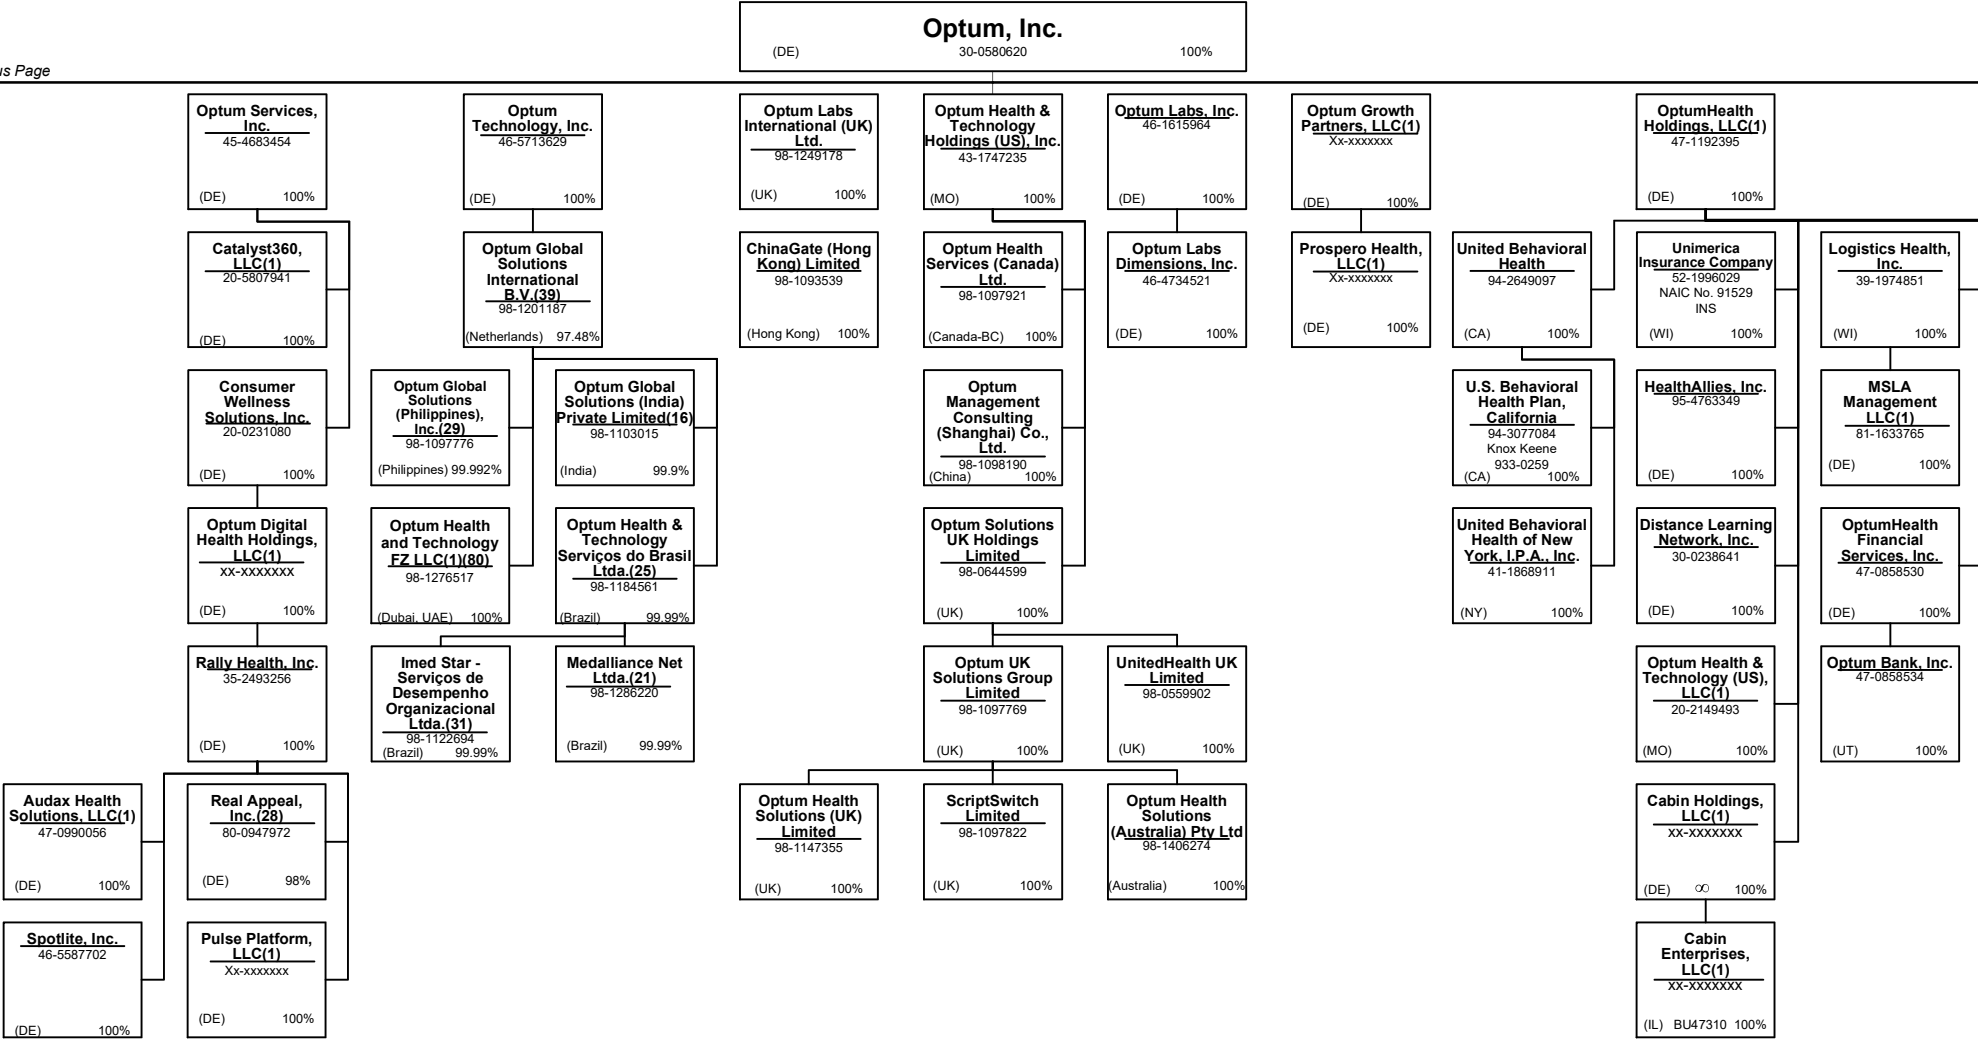 Optum, Inc.
(DE) 30-0580620 100%
us Page
Optum Services,
Inc.
45-4683454
(DE) 100%
Optum
Technology, Inc.
46-5713629
(DE) 100%
Optum Labs
International (UK)
Ltd.
98-1249178
(UK) 100%
Optum Health &
Technology
Holdings (US), Inc.
43-1747235
(MO) 100%
Optum Labs, Inc.
46-1615964
(DE) 100%
Optum Growth
Partners, LLC(1)
Xx-xxxxxxx
(DE) 100%
OptumHealth
Holdings, LLC(1)
47-1192395
(DE) 100%
Catalyst360,
LLC(1)
20-5807941
(DE) 100%
Optum Global
Solutions
International
B.V.(39)
98-1201187
(Netherlands) 97.48%
ChinaGate (Hong
Kong) Limited
98-1093539
(Hong Kong) 100%
Optum Health
Services (Canada)
Ltd.
98-1097921
(Canada-BC) 100%
Optum Labs
Dimensions, Inc.
46-4734521
(DE) 100%
Prospero Health,
LLC(1)
Xx-xxxxxxx
(DE) 100%
United Behavioral
Health
94-2649097
(CA) 100%
Unimerica
Insurance Company
52-1996029
NAIC No. 91529
INS
(WI) 100%
Logistics Health,
Inc.
39-1974851
(WI) 100%
Consumer
Wellness
Solutions, Inc.
20-0231080
(DE) 100%
Optum Global
Solutions
(Philippines),
Inc.(29)
98-1097776
(Philippines) 99.992%
Optum Global
Solutions (India)
Private Limited(16)
98-1103015
(India) 99.9%
Optum
Management
Consulting
(Shanghai) Co.,
Ltd.
98-1098190
(China) 100%
U.S. Behavioral
Health Plan,
California
94-3077084
Knox Keene
933-0259
(CA) 100%
HealthAllies, Inc.
95-4763349
(DE) 100%
MSLA
Management
LLC(1)
81-1633765
(DE) 100%
Optum Digital
Health Holdings,
LLC(1)
xx-xxxxxxx
(DE) 100%
Optum Health
and Technology
FZ LLC(1)(80)
98-1276517
(Dubai, UAE) 100%
Optum Health &
Technology
Serviços do Brasil
Ltda.(25)
98-1184561
(Brazil) 99.99%
Optum Solutions
UK Holdings
Limited
98-0644599
(UK) 100%
United Behavioral
Health of New
York, I.P.A., Inc.
41-1868911
(NY) 100%
Distance Learning
Network, Inc.
30-0238641
(DE) 100%
OptumHealth
Financial
Services, Inc.
47-0858530
(DE) 100%
Rally Health, Inc.
35-2493256
(DE) 100%
Imed Star -
Serviços de
Desempenho
Organizacional
Ltda.(31)
98-1122694
(Brazil) 99.99%
Medalliance Net
Ltda.(21)
98-1286220
(Brazil) 99.99%
Optum UK
Solutions Group
Limited
98-1097769
(UK) 100%
UnitedHealth UK
Limited
98-0559902
(UK) 100%
Optum Health &
Technology (US),
LLC(1)
20-2149493
(MO) 100%
Optum Bank, Inc.
47-0858534
(UT) 100%
Audax Health
Solutions, LLC(1)
47-0990056
(DE) 100%
Real Appeal,
Inc.(28)
80-0947972
(DE) 98%
Optum Health
Solutions (UK)
Limited
98-1147355
(UK) 100%
ScriptSwitch
Limited
98-1097822
(UK) 100%
Optum Health
Solutions
(Australia) Pty Ltd
98-1406274
(Australia) 100%
Cabin Holdings,
LLC(1)
xx-xxxxxxx
(DE) ∞ 100%
Spotlite, Inc.
46-5587702
(DE) 100%
Pulse Platform,
LLC(1)
Xx-xxxxxxx
(DE) 100%
Cabin
Enterprises,
LLC(1)
xx-xxxxxxx
(IL) BU47310 100%